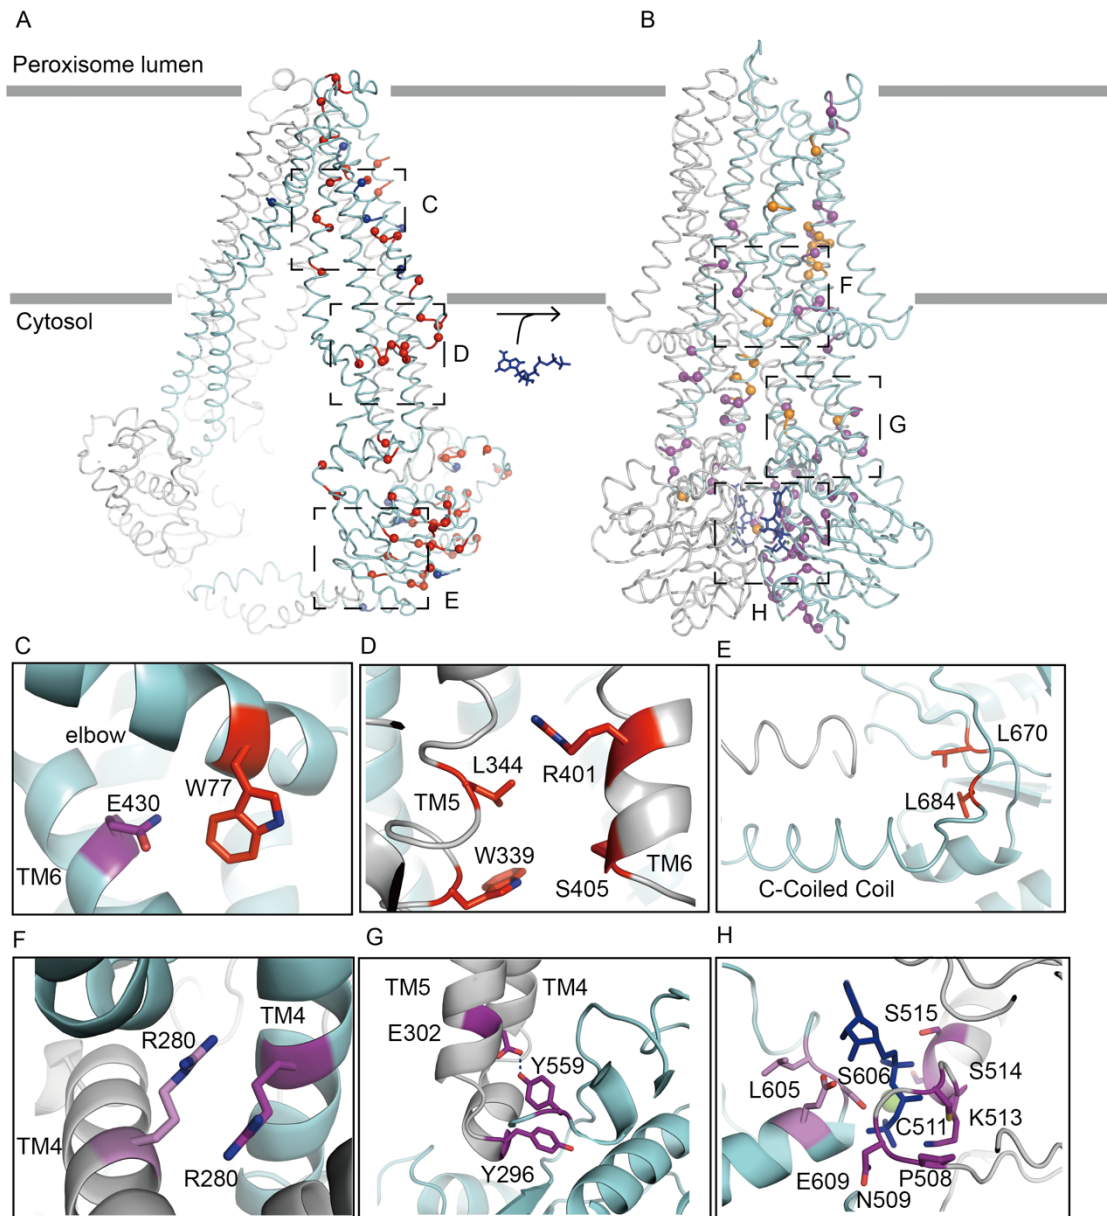 A
B
Peroxisome lumen
C
Cytosol
D
F
G
E
H
C
elbow
W77
E430
TM6
D
L344
R401
TM5
W339
S405
TM6
E
L670
L684
C-Coiled Coil
F
TM4
R280
TM4
R280
G
TM5
TM4
E302
Y559
Y296
H
S515
S606
S514
L605
C511
K513
E609
P508
N509